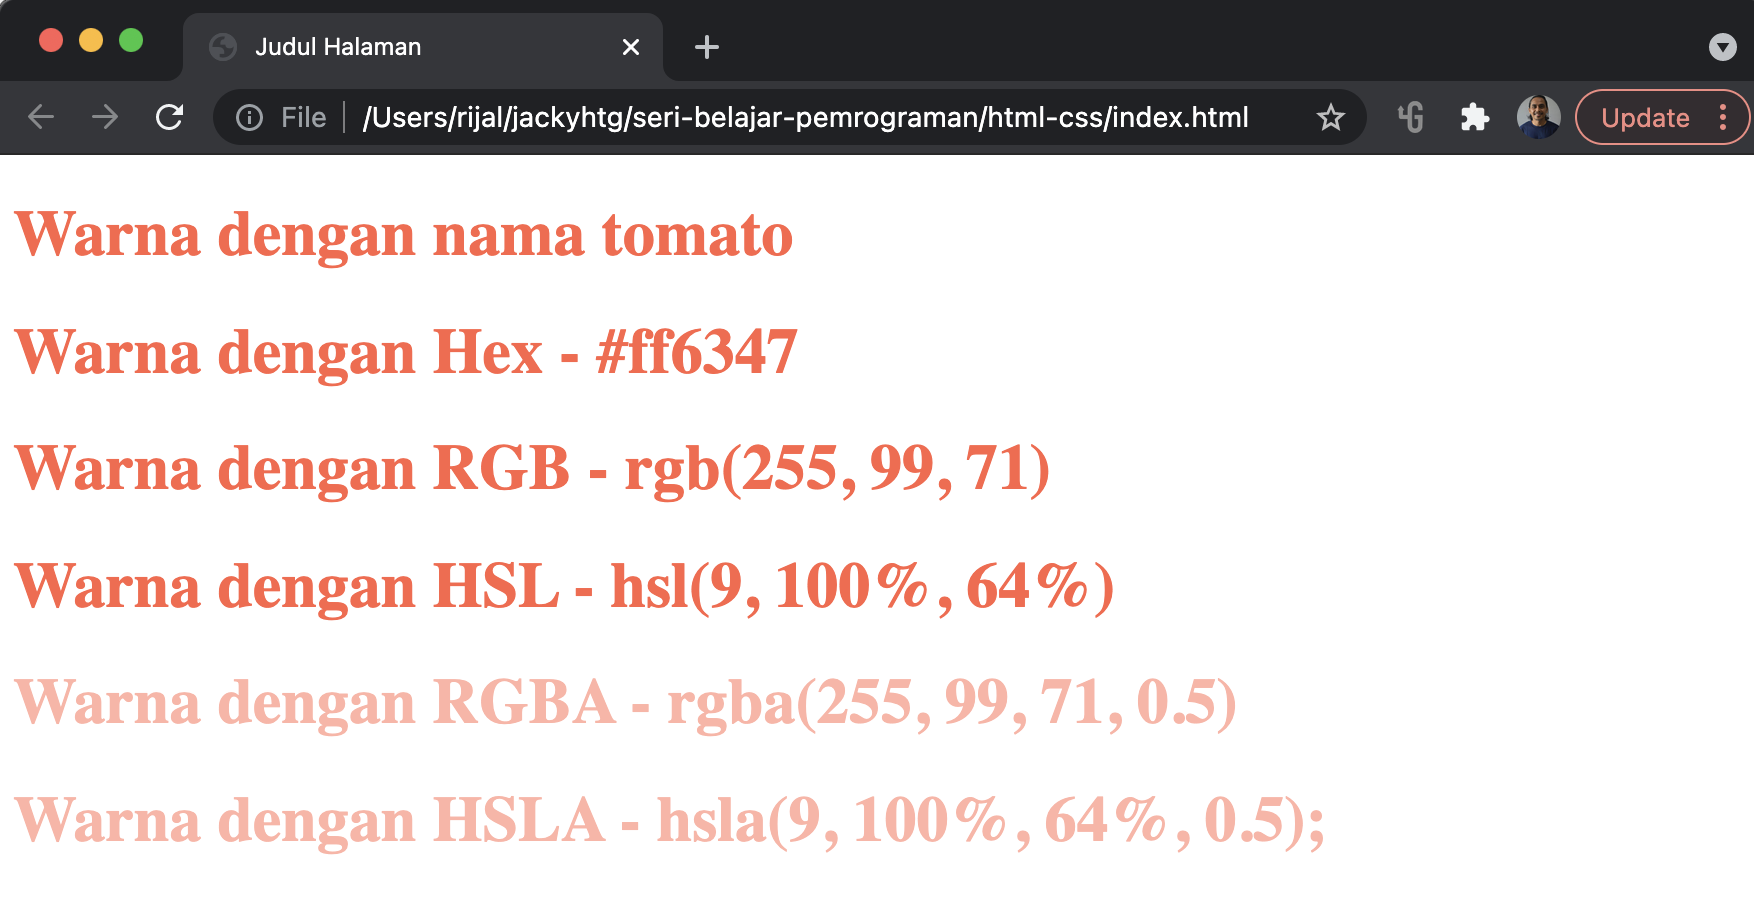 Judul Halaman
File /Users/rijal/jackyhtg/seri-belajar-pemrograman/html-css/index.html Update
Warna dengan nama tomato
Warna dengan Hex - #ff6347
Warna dengan RGB - rgb(255, 99, 71)
Warna dengan HSL - hsl(9, 100%, 64%)
Warna dengan RGBA - rgba(255, 99, 71, 0.5)
Warna dengan HSLA - hsla(9, 100%, 64%, 0.5);